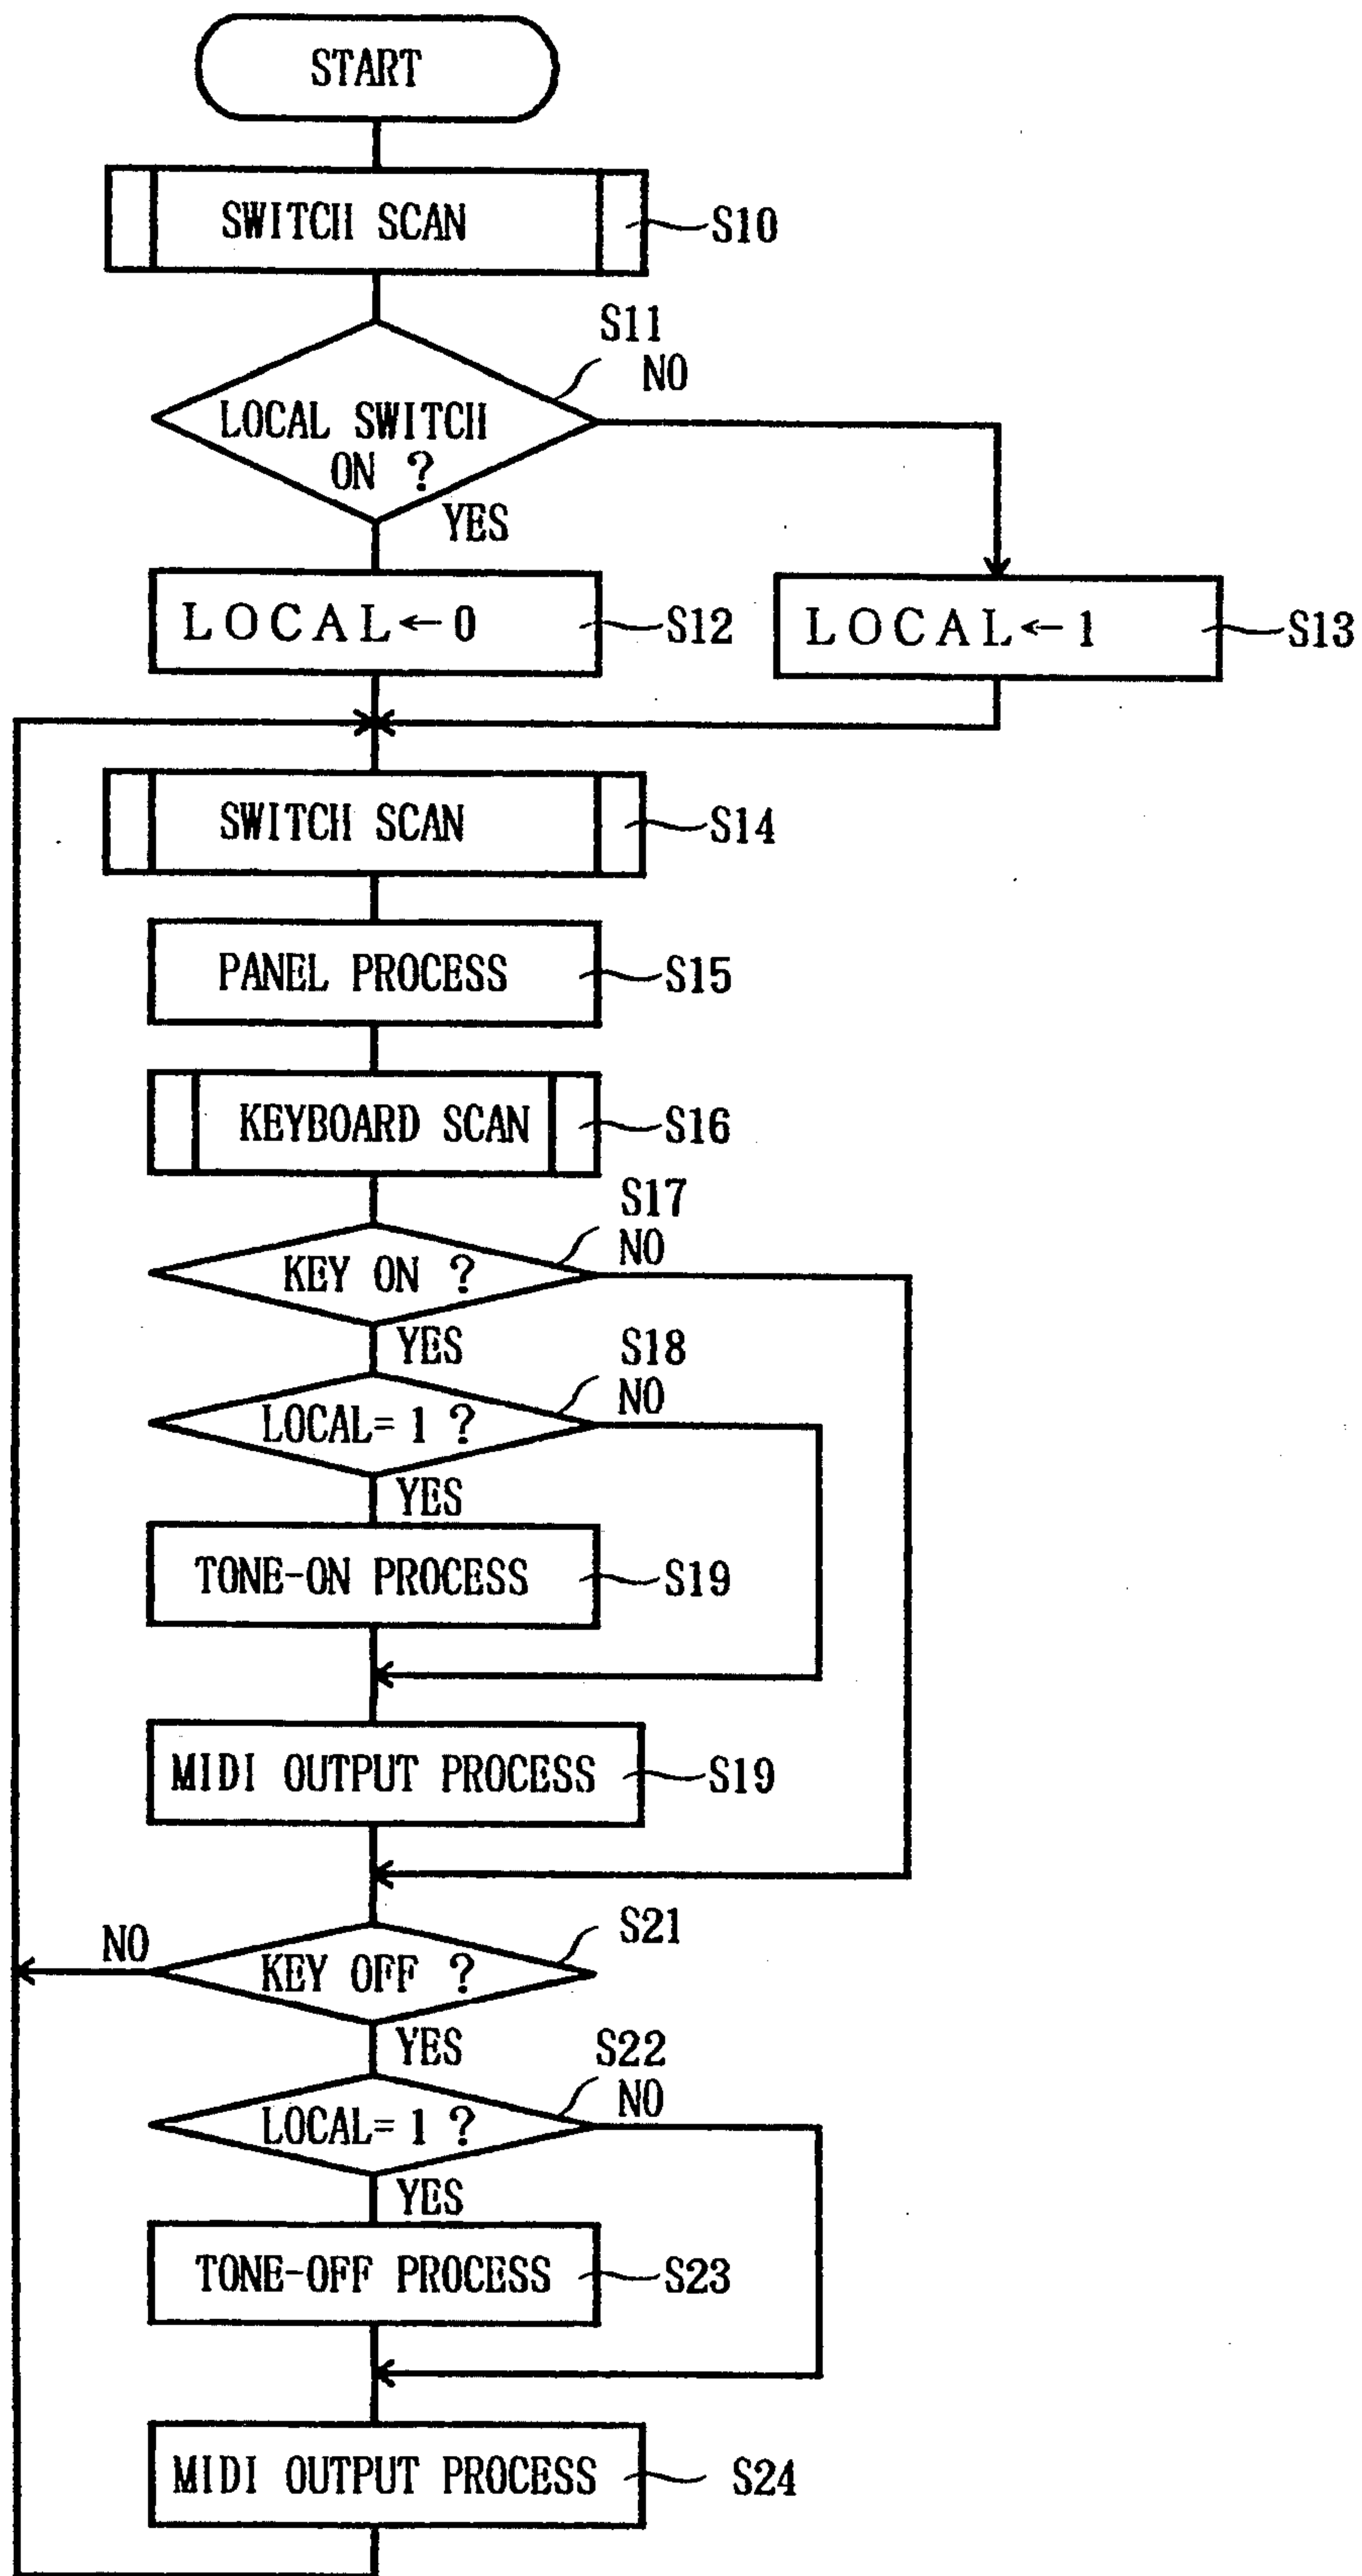 START
SWITCH SCAN
S10
S11
NO
LOCAL SWITCH
ON ?
YES
LOCAL←0
S12
LOCAL←1
S13
SWITCH SCAN
S14
PANEL PROCESS
S15
KEYBOARD SCAN
S16
S17
NO
KEY ON ?
YES
S18
NO
LOCAL= 1 ?
YES
TONE-ON PROCESS
S19
MIDI OUTPUT PROCESS
S19
S21
NO
KEY OFF ?
YES
S22
NO
LOCAL= 1 ?
YES
TONE-OFF PROCESS
S23
MIDI OUTPUT PROCESS
S24